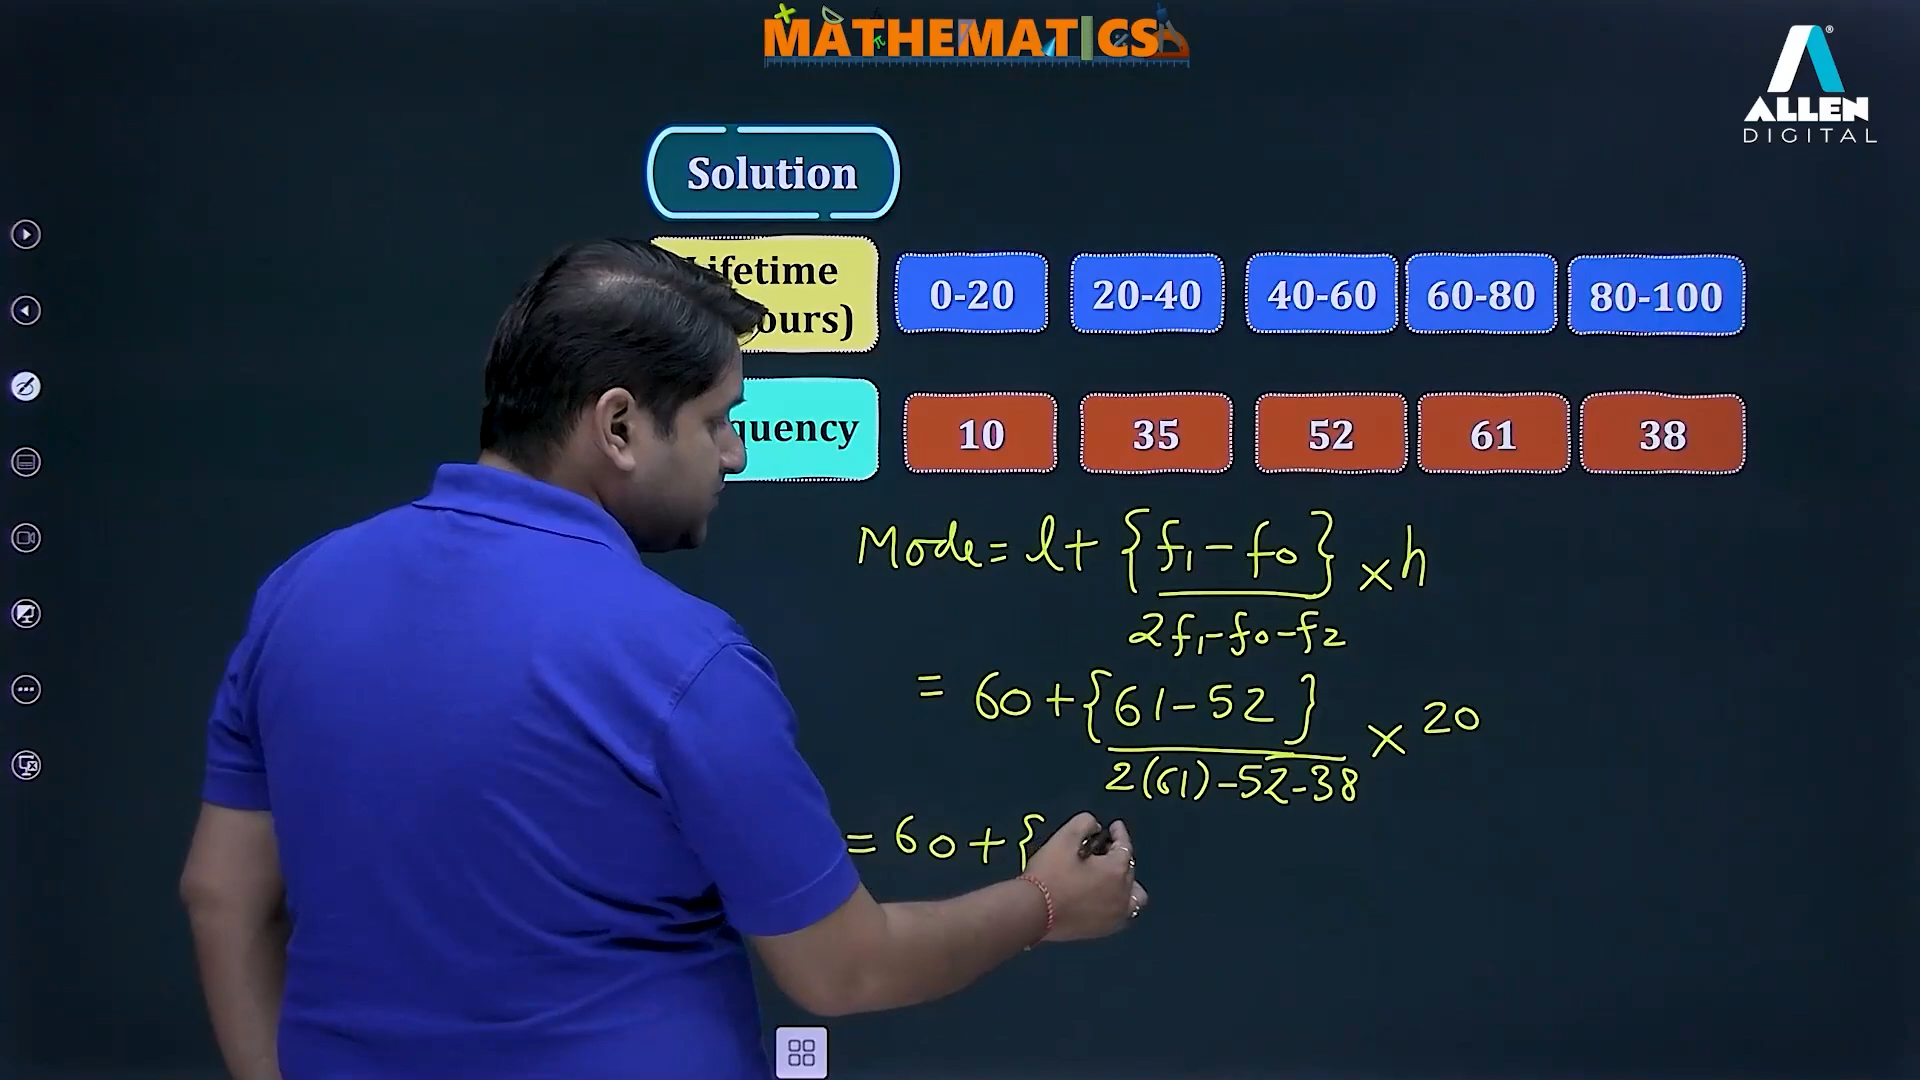 MATHEMATICS
ALLEN
DIGITAL
Solution
ifetime
ours)
0-20 20-40 40-60 60-80 80-100
quency 10 35 52 61 38
Mode = l + {f₁ - f₀} × h
2f₁ - f₀ - f₂
= 60 + {61 - 52} × 20
2(61) - 52 - 38
= 60 + {